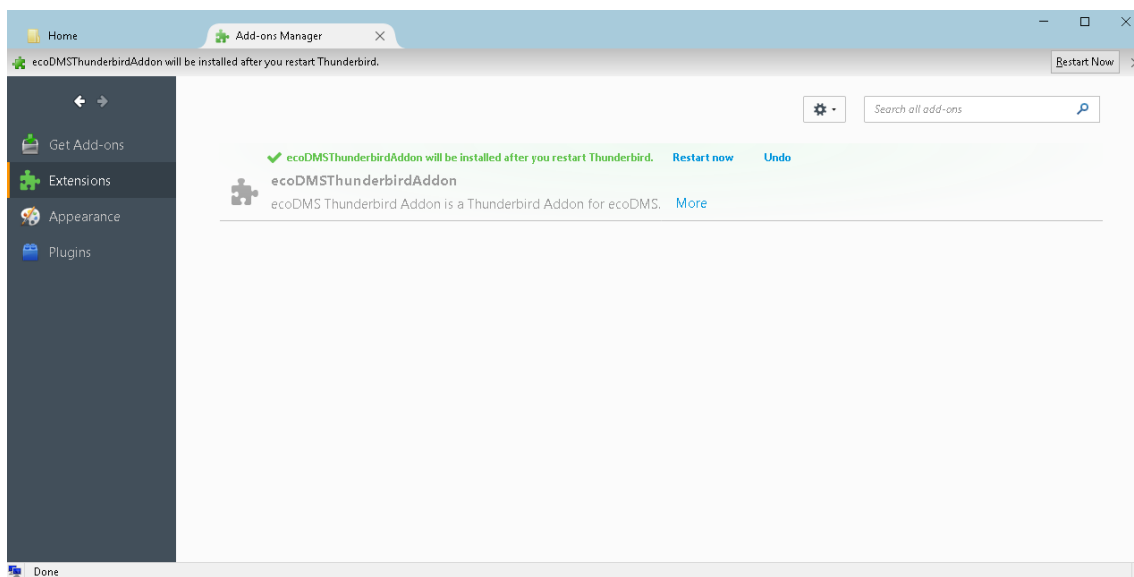 Home
Add-ons Manager
ecoDMSThunderbirdAddon will be installed after you restart Thunderbird.
Restart Now
Search all add-ons
Get Add-ons
Extensions
Appearance
Plugins
ecoDMSThunderbirdAddon will be installed after you restart Thunderbird. Restart now Undo
ecoDMSThunderbirdAddon
ecoDMS Thunderbird Addon is a Thunderbird Addon for ecoDMS. More
Done